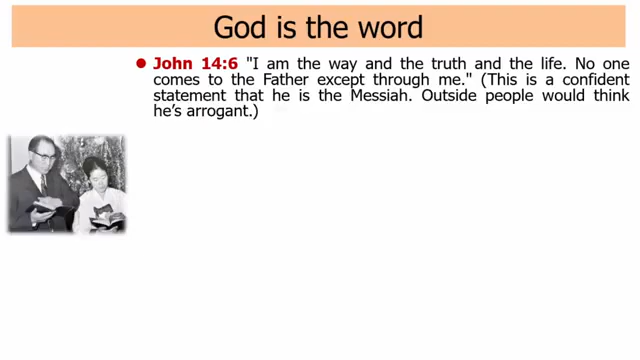 God is the word
● John 14:6 "I am the way and the truth and the life. No one
comes to the Father except through me." (This is a confident
statement that he is the Messiah. Outside people would think
he's arrogant.)